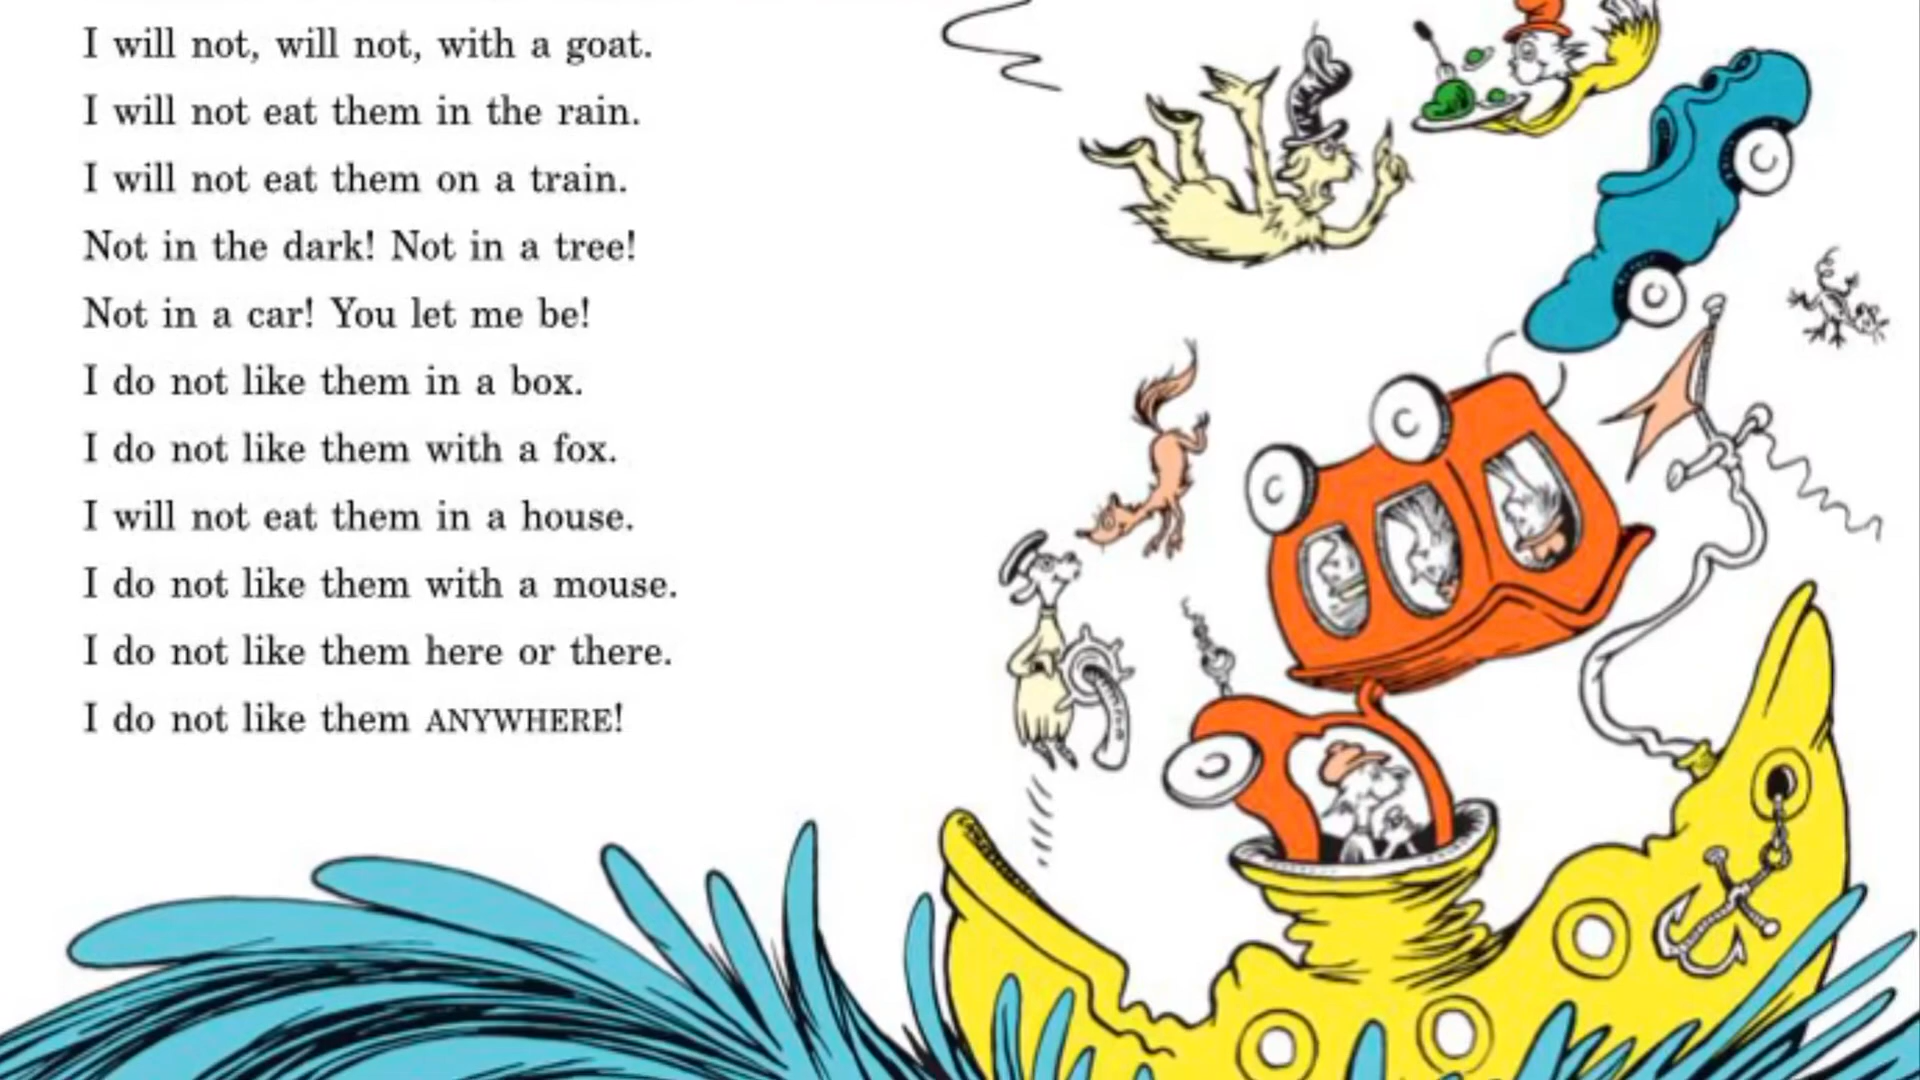 I will not, will not, with a goat.
I will not eat them in the rain.
I will not eat them on a train.
Not in the dark! Not in a tree!
Not in a car! You let me be!
I do not like them in a box.
I do not like them with a fox.
I will not eat them in a house.
I do not like them with a mouse.
I do not like them here or there.
I do not like them ANYWHERE!